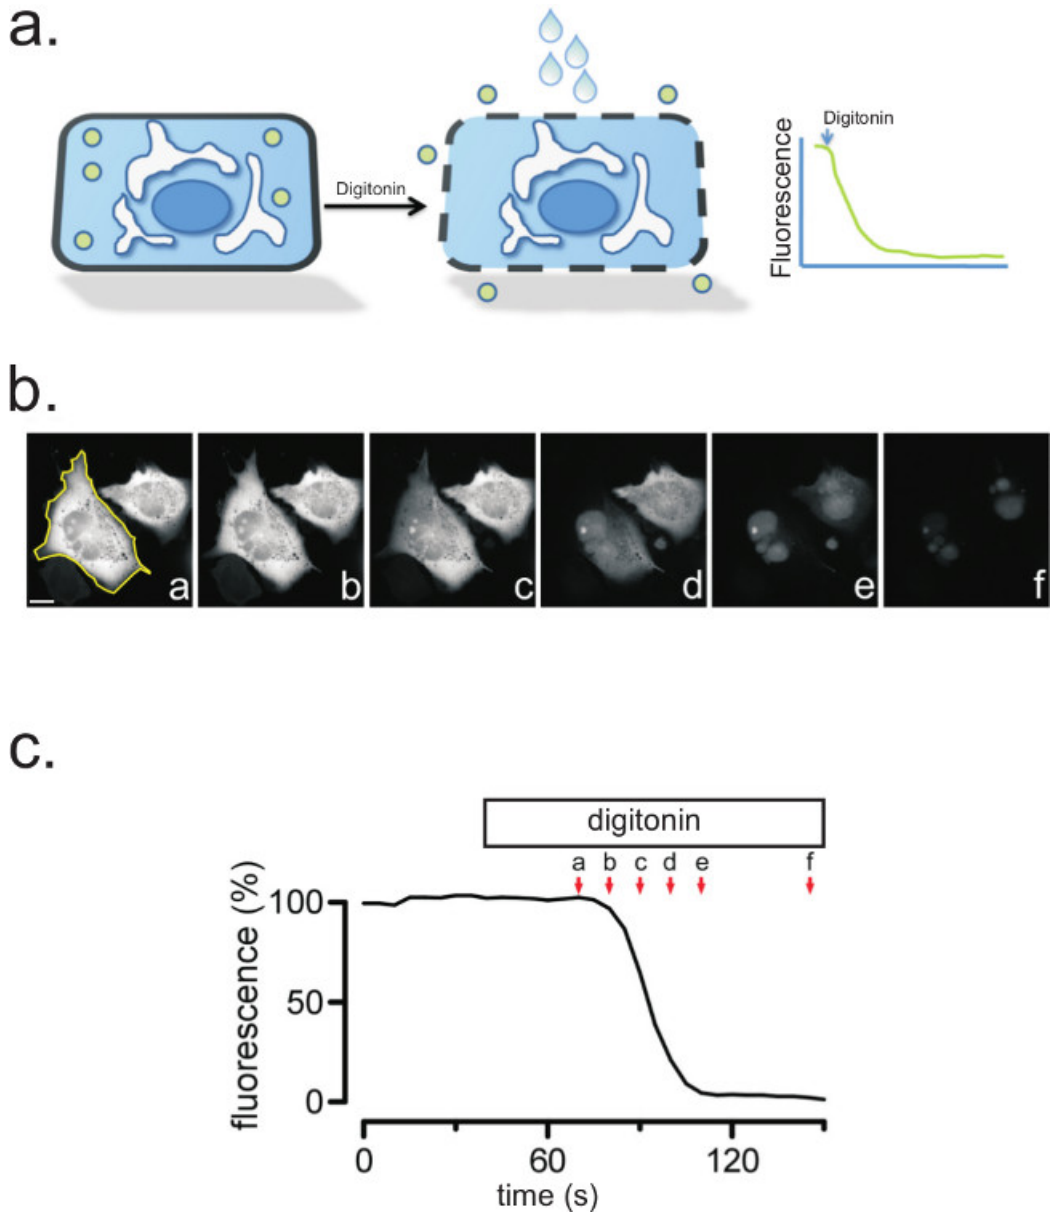 a.
Digitonin
Digitonin
Fluorescence
b.
a b c d e f
c.
digitonin
a b c d e f
fluorescence (%)
100
50
0
0 60 120
time (s)